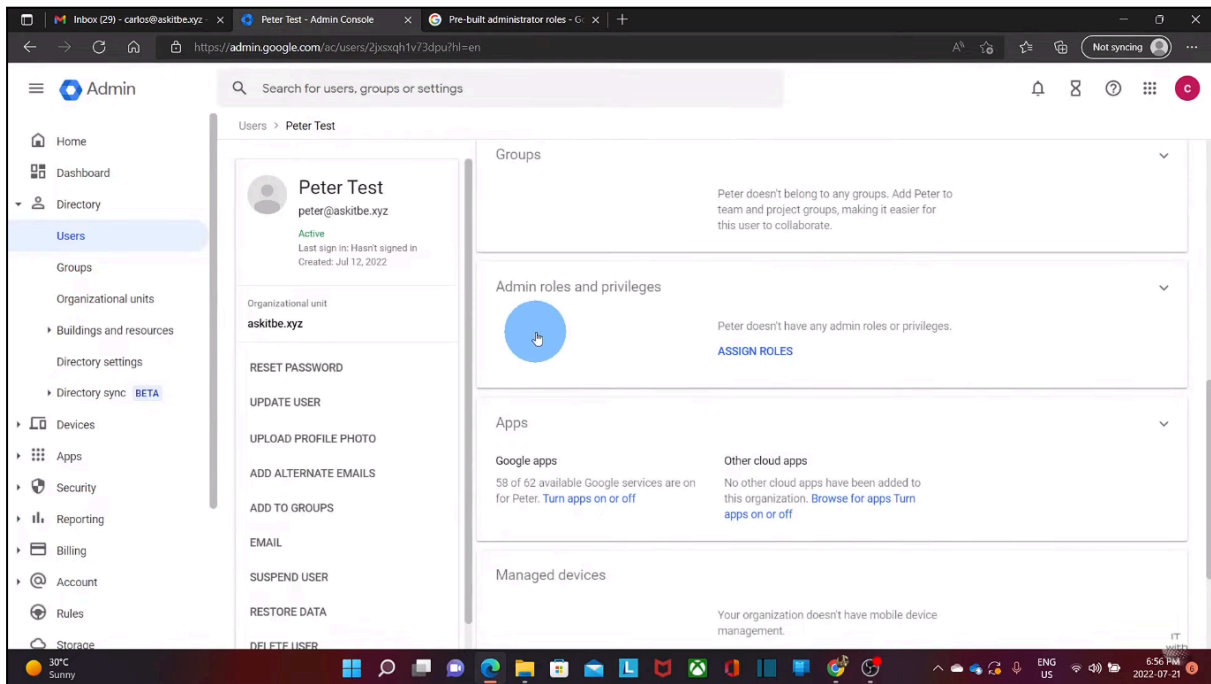 Inbox (29) - carlos@askitbe.xyz -
Peter Test - Admin Console
Pre-built administrator roles - Go
https://admin.google.com/ac/users/2jxsxqh1v73dpu?hl=en
Not syncing
Admin
Search for users, groups or settings
C
Users > Peter Test
Home
Dashboard
Directory
Users
Groups
Organizational units
Buildings and resources
Directory settings
Directory sync BETA
Devices
Apps
Security
Reporting
Billing
Account
Rules
Storage
Peter Test
peter@askitbe.xyz
Active
Last sign in: Hasn't signed in
Created: Jul 12, 2022
Organizational unit
askitbe.xyz
RESET PASSWORD
UPDATE USER
UPLOAD PROFILE PHOTO
ADD ALTERNATE EMAILS
ADD TO GROUPS
EMAIL
SUSPEND USER
RESTORE DATA
DELETE USER
Groups
Peter doesn't belong to any groups. Add Peter to
team and project groups, making it easier for
this user to collaborate.
Admin roles and privileges
Peter doesn't have any admin roles or privileges.
ASSIGN ROLES
Apps
Google apps
58 of 62 available Google services are on
for Peter. Turn apps on or off
Other cloud apps
No other cloud apps have been added to
this organization. Browse for apps Turn
apps on or off
Managed devices
Your organization doesn't have mobile device
management.
IT
with
30°C
Sunny
L
ENG
US
6:56 PM
2022-07-21
6